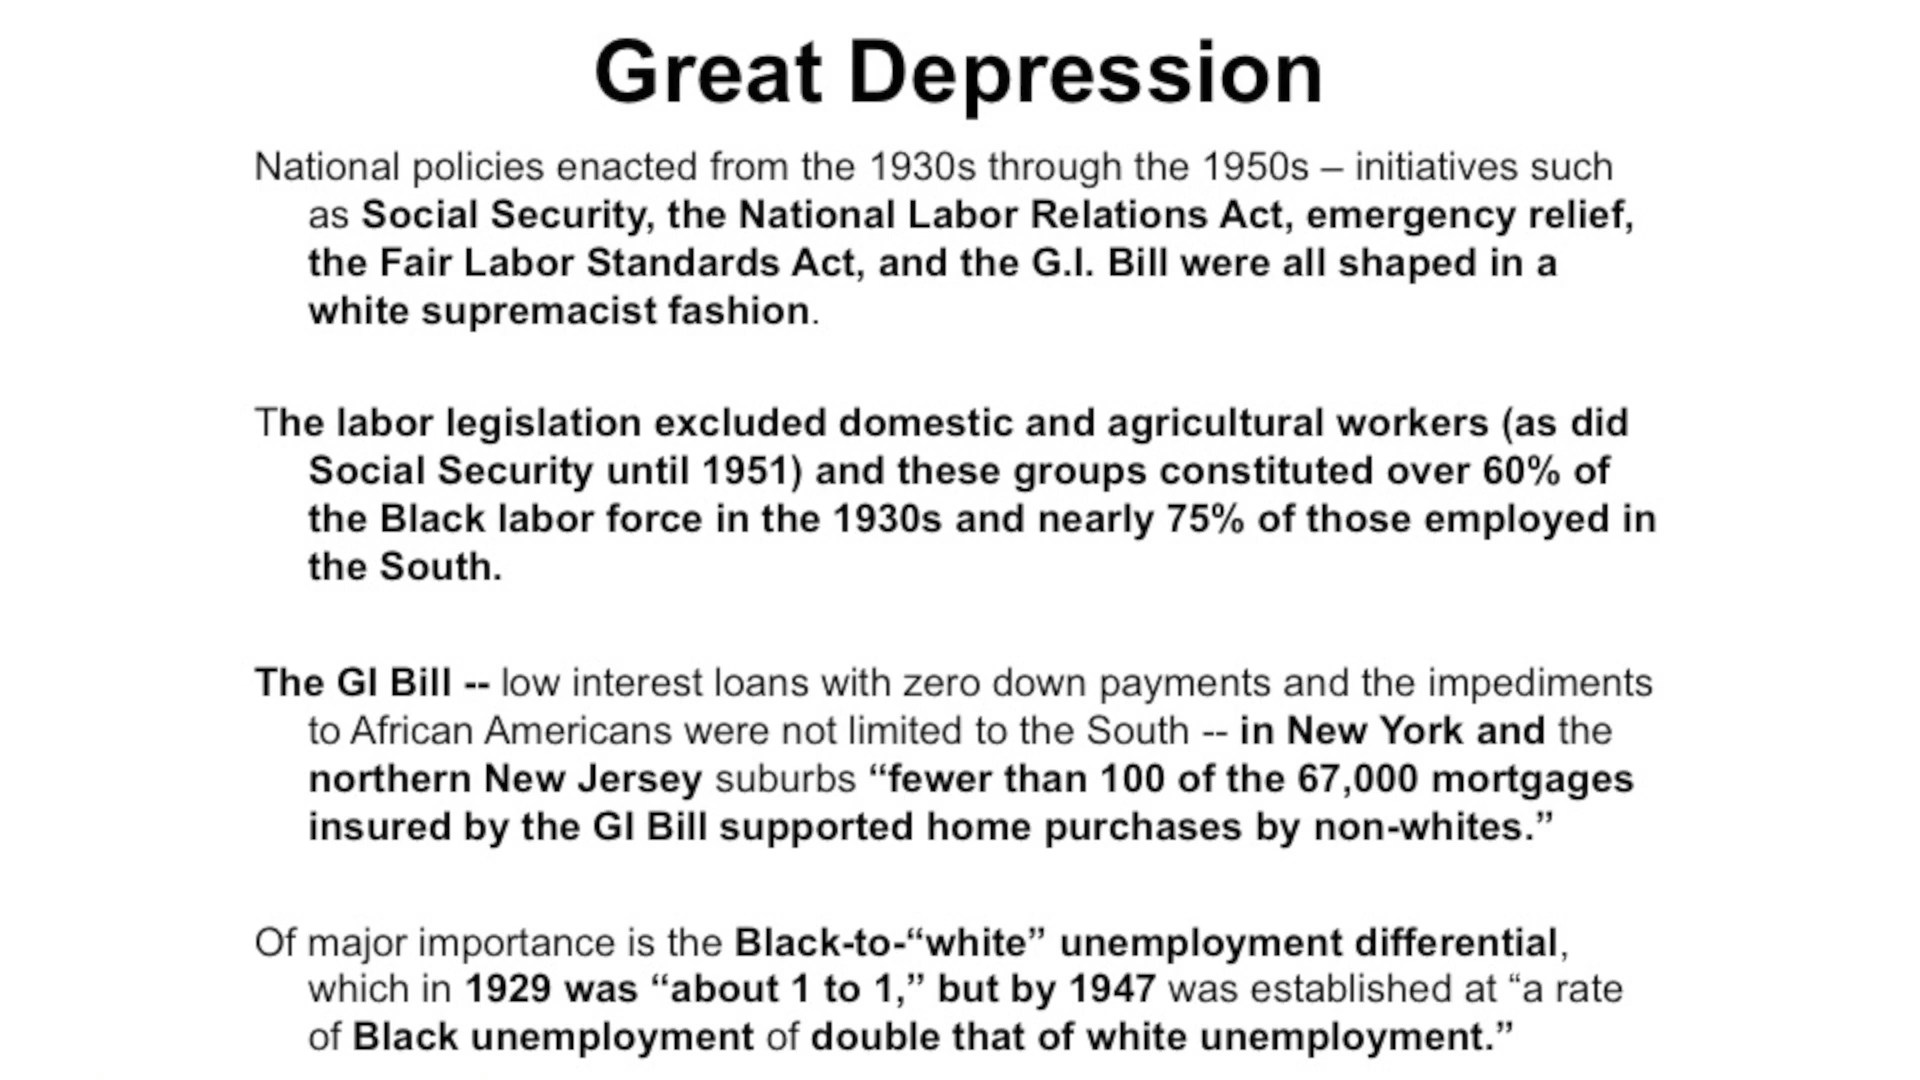 Great Depression
National policies enacted from the 1930s through the 1950s – initiatives such
as Social Security, the National Labor Relations Act, emergency relief,
the Fair Labor Standards Act, and the G.I. Bill were all shaped in a
white supremacist fashion.
The labor legislation excluded domestic and agricultural workers (as did
Social Security until 1951) and these groups constituted over 60% of
the Black labor force in the 1930s and nearly 75% of those employed in
the South.
The GI Bill -- low interest loans with zero down payments and the impediments
to African Americans were not limited to the South -- in New York and the
northern New Jersey suburbs “fewer than 100 of the 67,000 mortgages
insured by the GI Bill supported home purchases by non-whites.”
Of major importance is the Black-to-“white” unemployment differential,
which in 1929 was “about 1 to 1,” but by 1947 was established at “a rate
of Black unemployment of double that of white unemployment.”